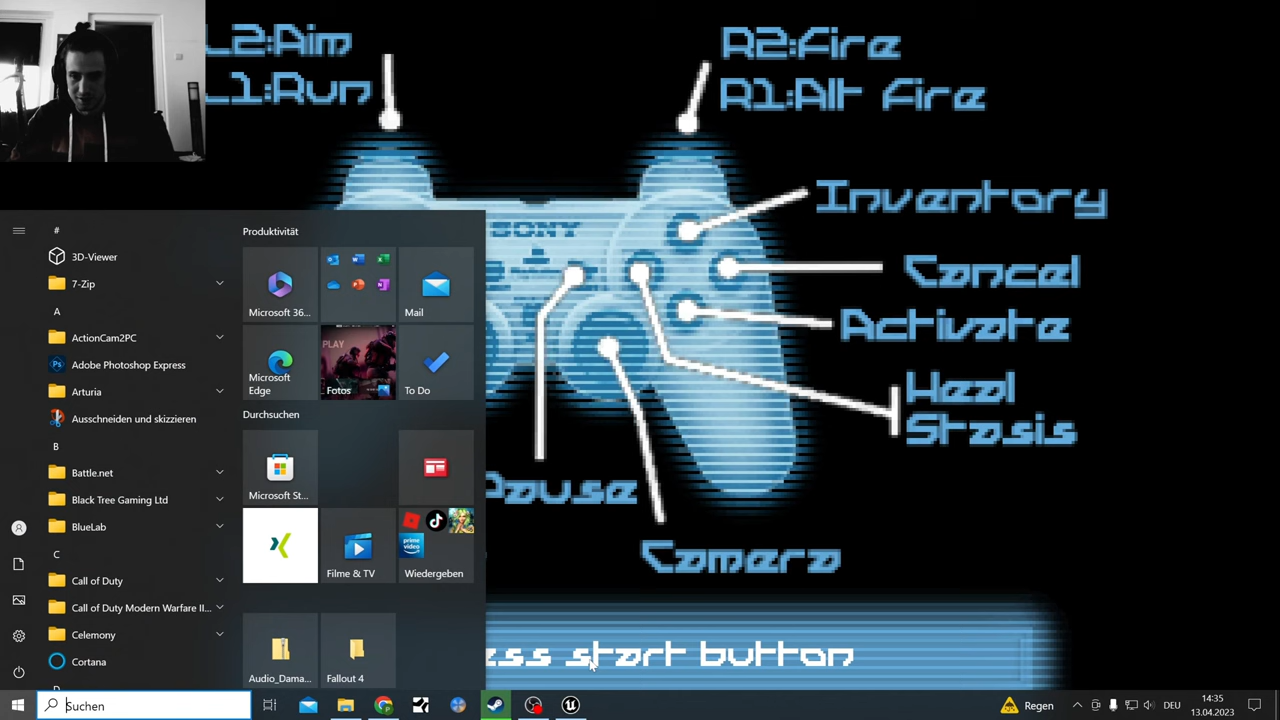 L2:Aim
L1:Run
R2:Fire
R1:Alt Fire
Inventory
SONY
Cancel
Activate
Heal
Stasis
Pause
Camera
ess start button
#
3D-Viewer
7-Zip
A
ActionCam2PC
Adobe Photoshop Express
Arturia
Ausschneiden und skizzieren
B
Battle.net
Black Tree Gaming Ltd
BlueLab
C
Call of Duty
Call of Duty Modern Warfare II...
Celemony
Cortana
Produktivität
Microsoft 36...
Mail
Microsoft
Edge
PLAY
Fotos
To Do
Durchsuchen
Microsoft St...
Filme & TV
prime
video
Wiedergeben
Audio_Dama...
Fallout 4
Suchen
Regen
DEU
14:35
13.04.2023